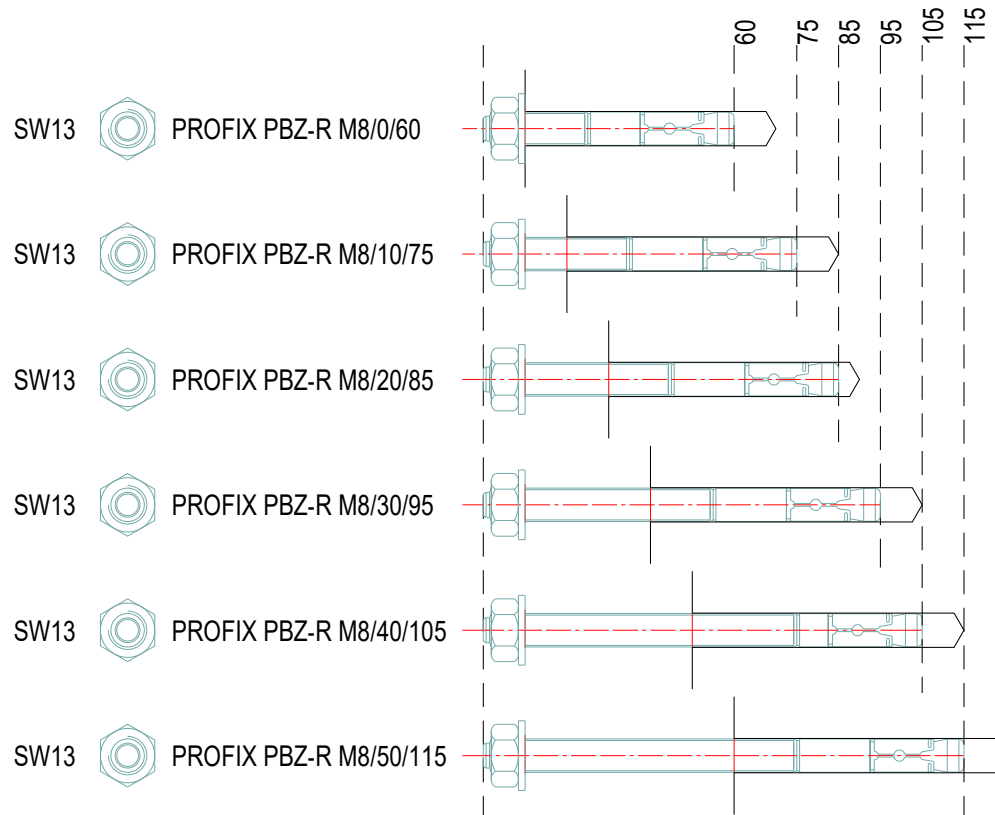 60 75 85 95 105 115
SW13 PROFIX PBZ-R M8/0/60
SW13 PROFIX PBZ-R M8/10/75
SW13 PROFIX PBZ-R M8/20/85
SW13 PROFIX PBZ-R M8/30/95
SW13 PROFIX PBZ-R M8/40/105
SW13 PROFIX PBZ-R M8/50/115